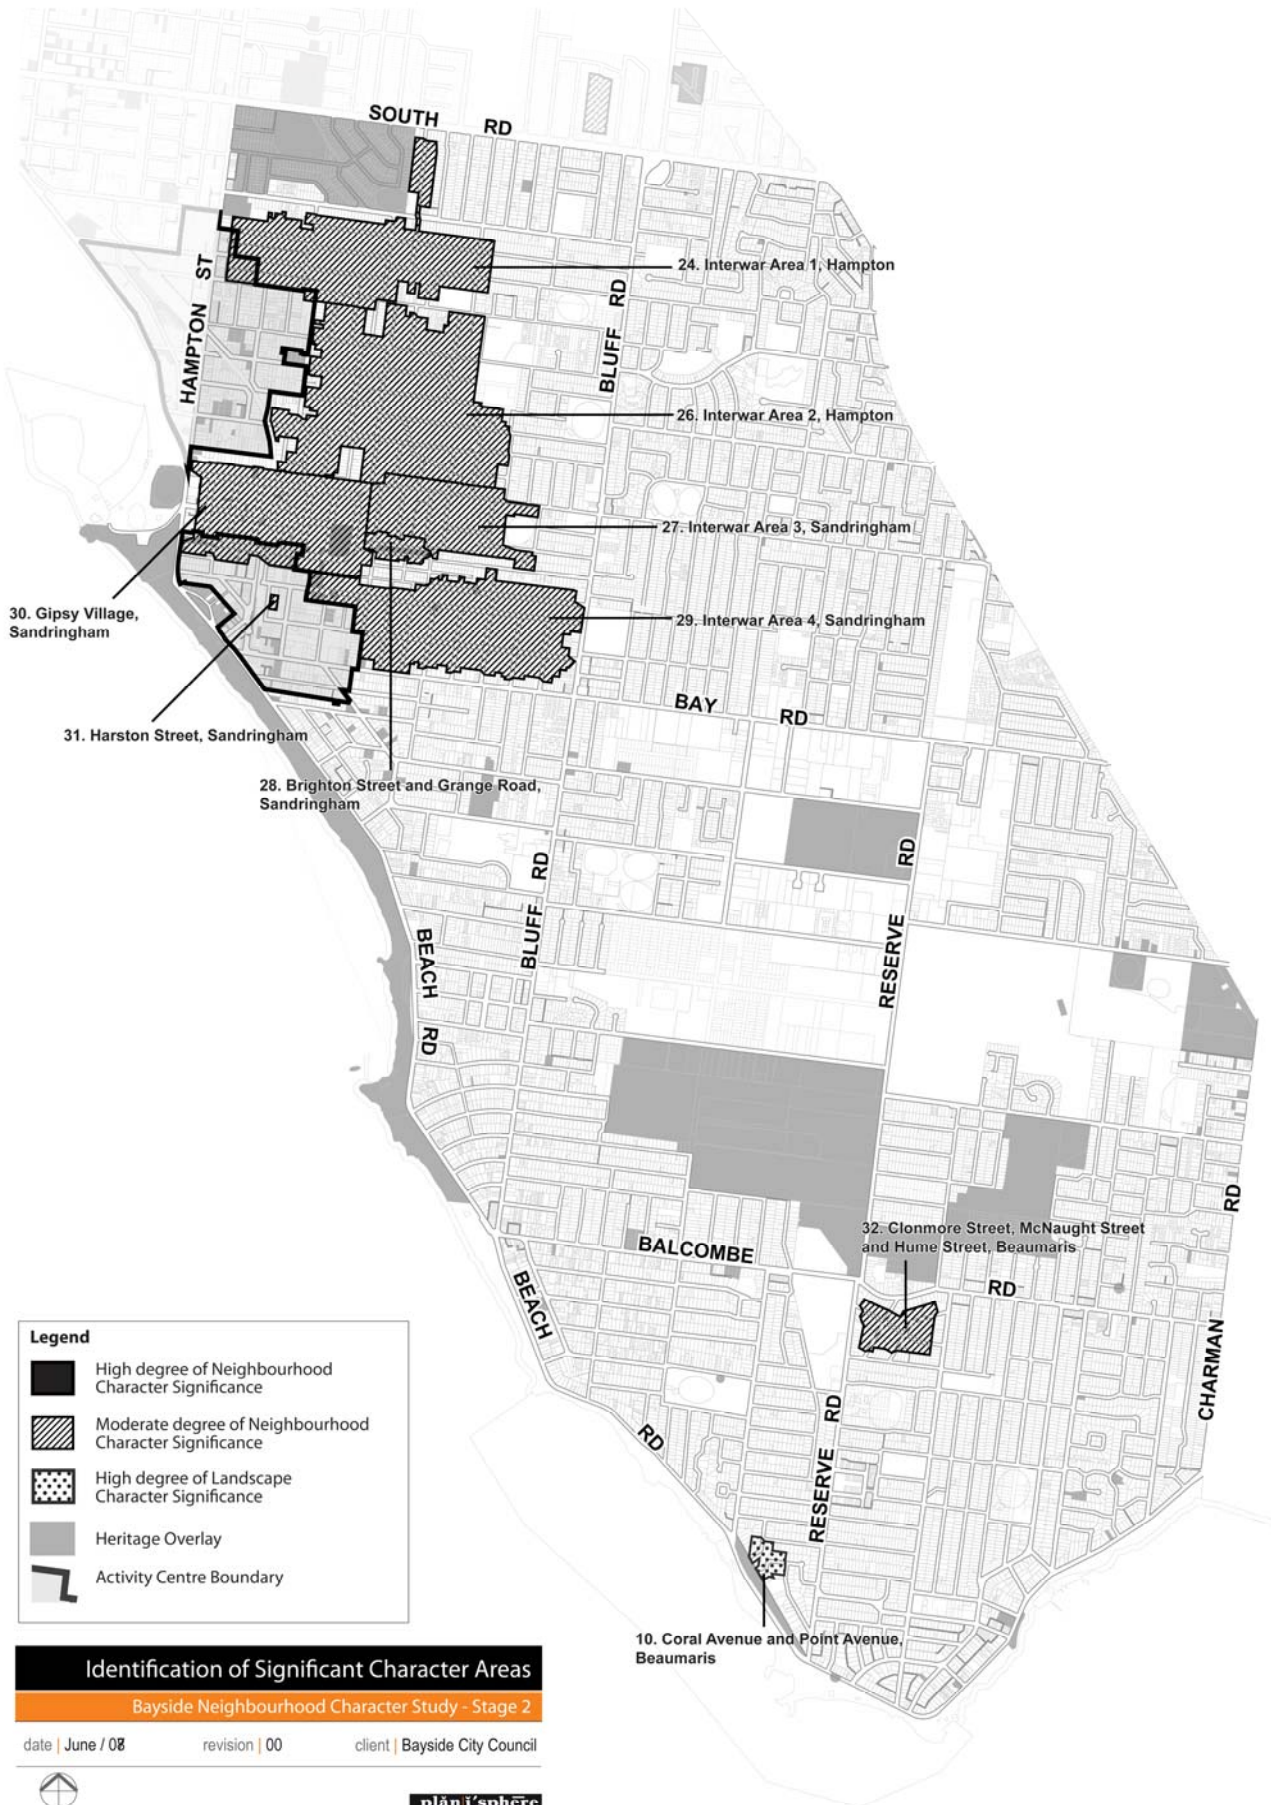 SOUTH RD
24. Interwar Area 1, Hampton
HAMPTON ST
BLUFF RD
26. Interwar Area 2, Hampton
27. Interwar Area 3, Sandringham
30. Gipsy Village,
Sandringham
29. Interwar Area 4, Sandringham
BAY RD
31. Harston Street, Sandringham
28. Brighton Street and Grange Road,
Sandringham
BLUFF RD
RESERVE RD
BEACH RD
32. Clonmore Street, McNaught Street
and Hume Street, Beaumaris
BALCOMBE RD
BEACH RD
CHARMAN RD
RESERVE RD
10. Coral Avenue and Point Avenue,
Beaumaris
Legend
High degree of Neighbourhood
Character Significance
Moderate degree of Neighbourhood
Character Significance
High degree of Landscape
Character Significance
Heritage Overlay
Activity Centre Boundary
Identification of Significant Character Areas
Bayside Neighbourhood Character Study - Stage 2
date | June / revision | 00 client | Bayside City Council
plăn|ĭ'sphēre